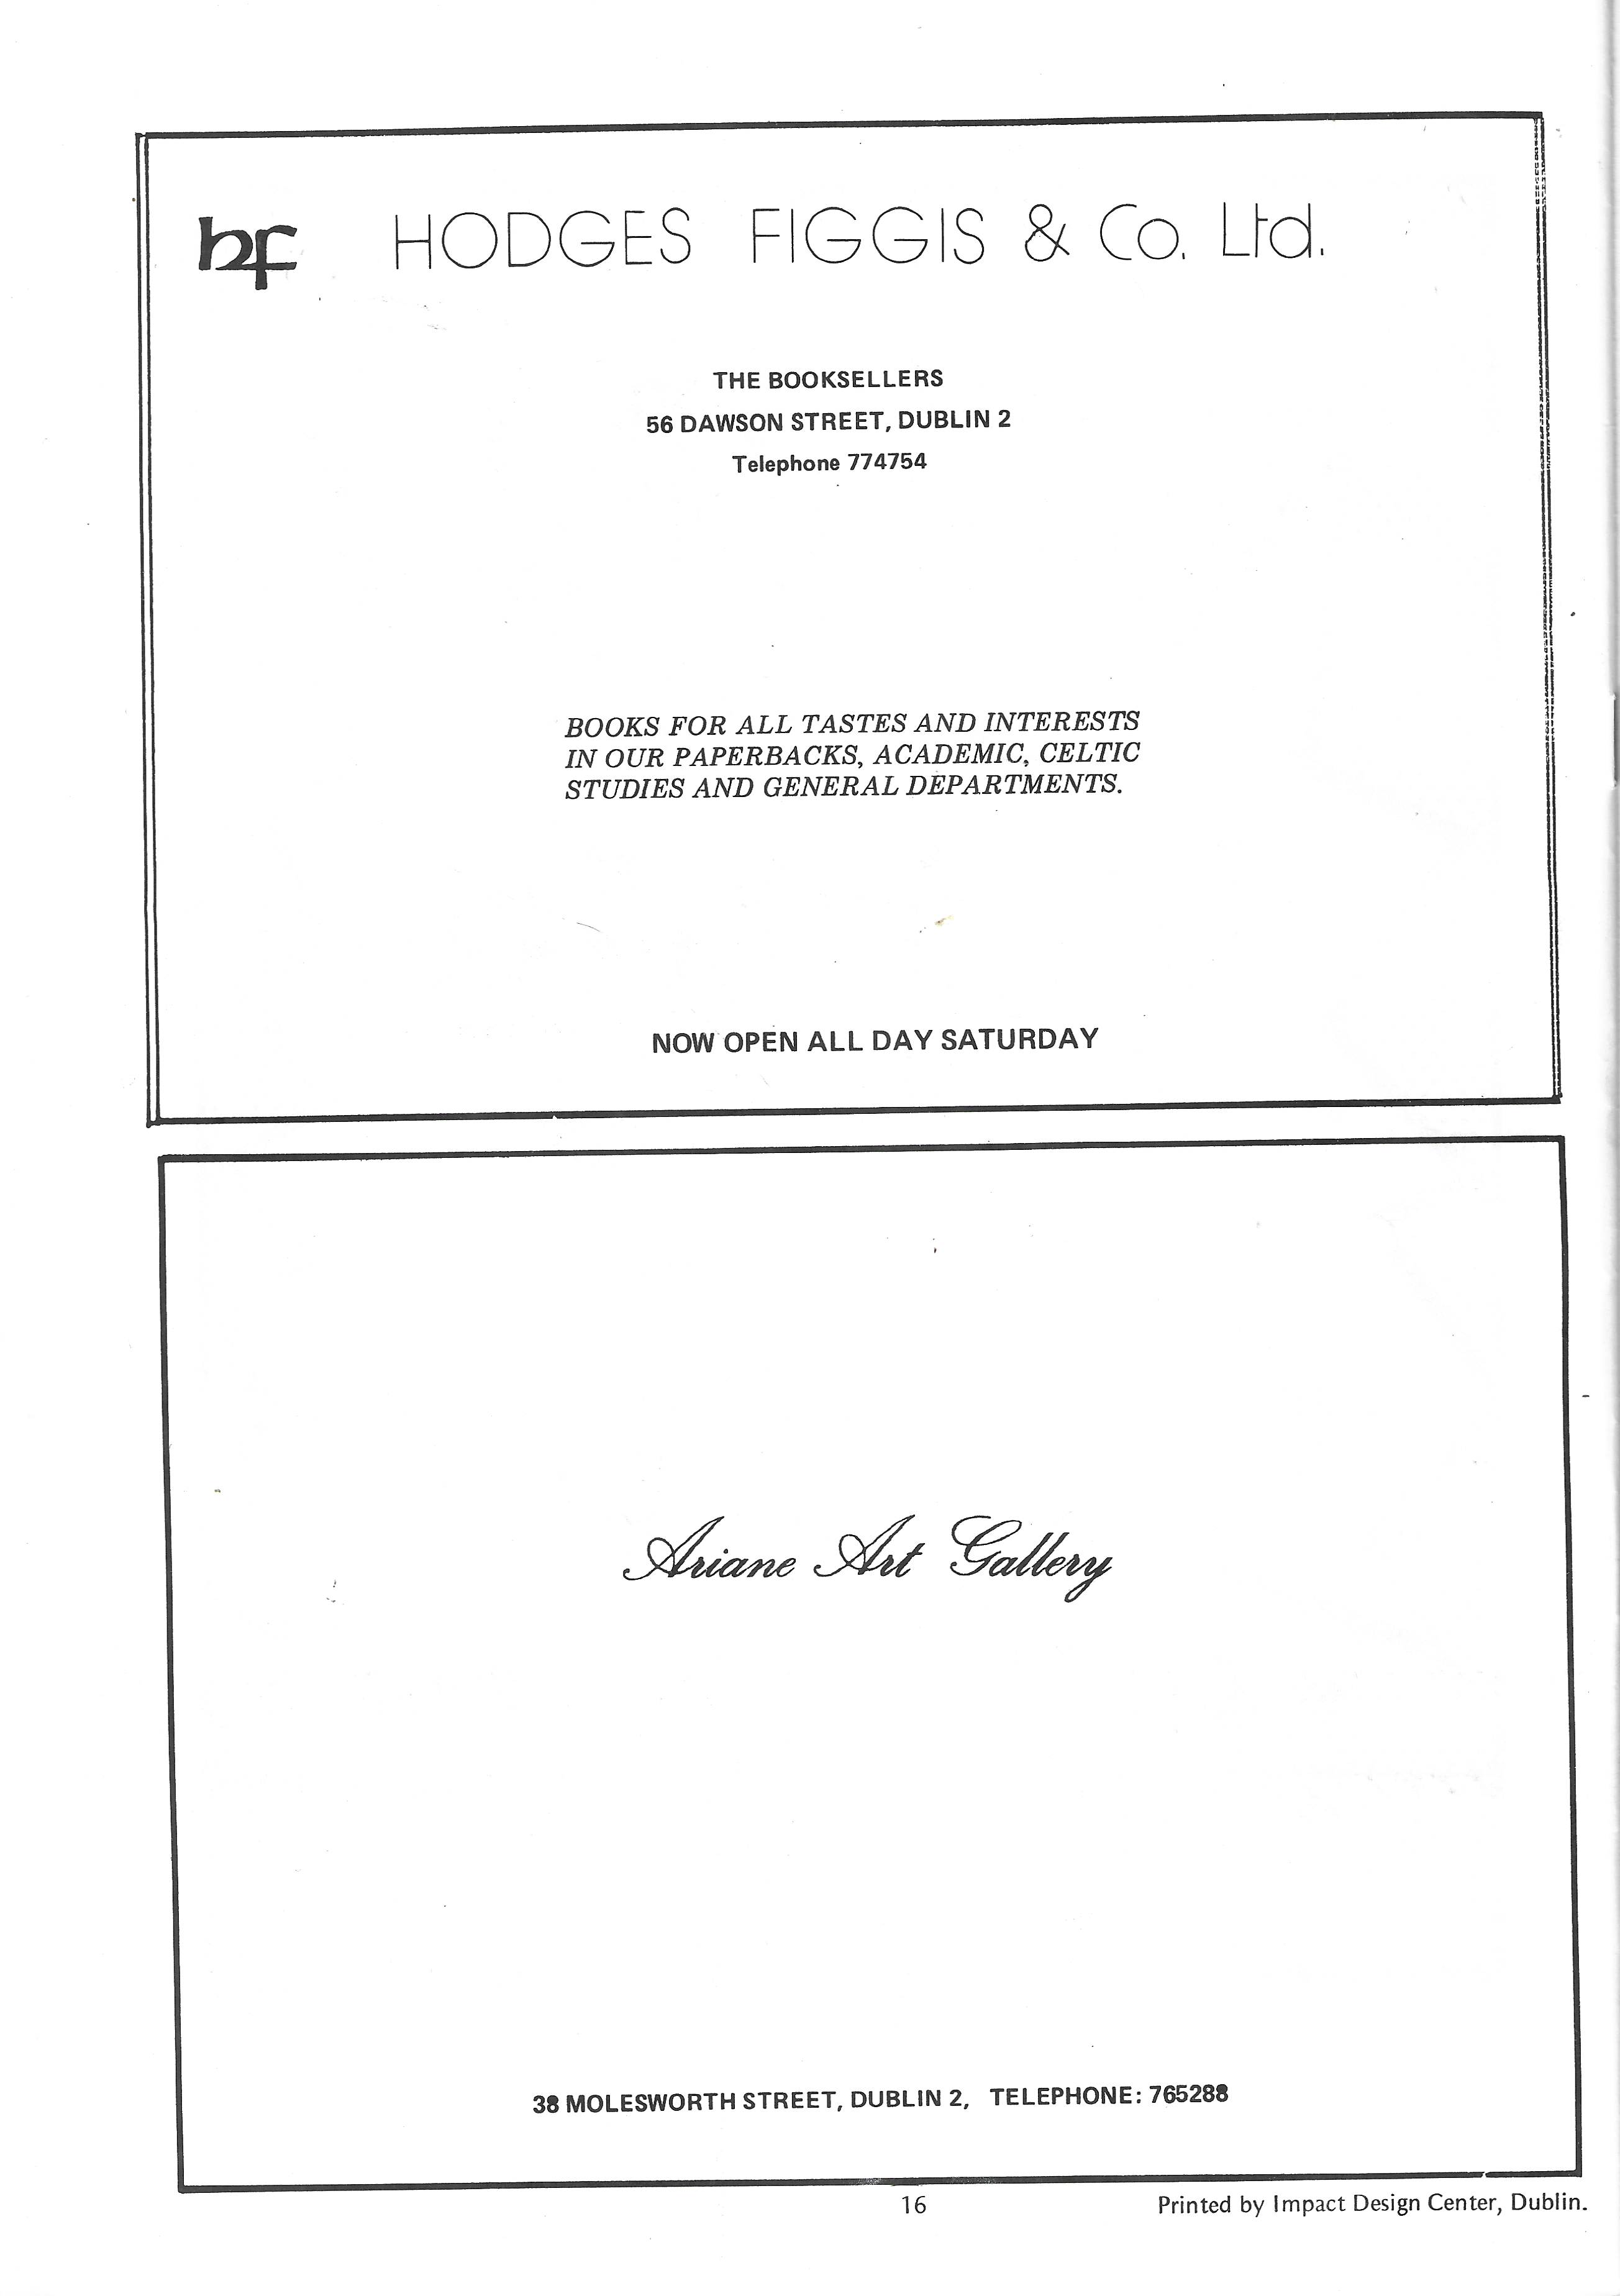 hf HODGES FIGGIS & Co. Ltd.
THE BOOKSELLERS
56 DAWSON STREET, DUBLIN 2
Telephone 774754
BOOKS FOR ALL TASTES AND INTERESTS
IN OUR PAPERBACKS, ACADEMIC, CELTIC
STUDIES AND GENERAL DEPARTMENTS.
NOW OPEN ALL DAY SATURDAY
Ariane Art Gallery
38 MOLESWORTH STREET, DUBLIN 2, TELEPHONE: 765288
16 Printed by Impact Design Center, Dublin.